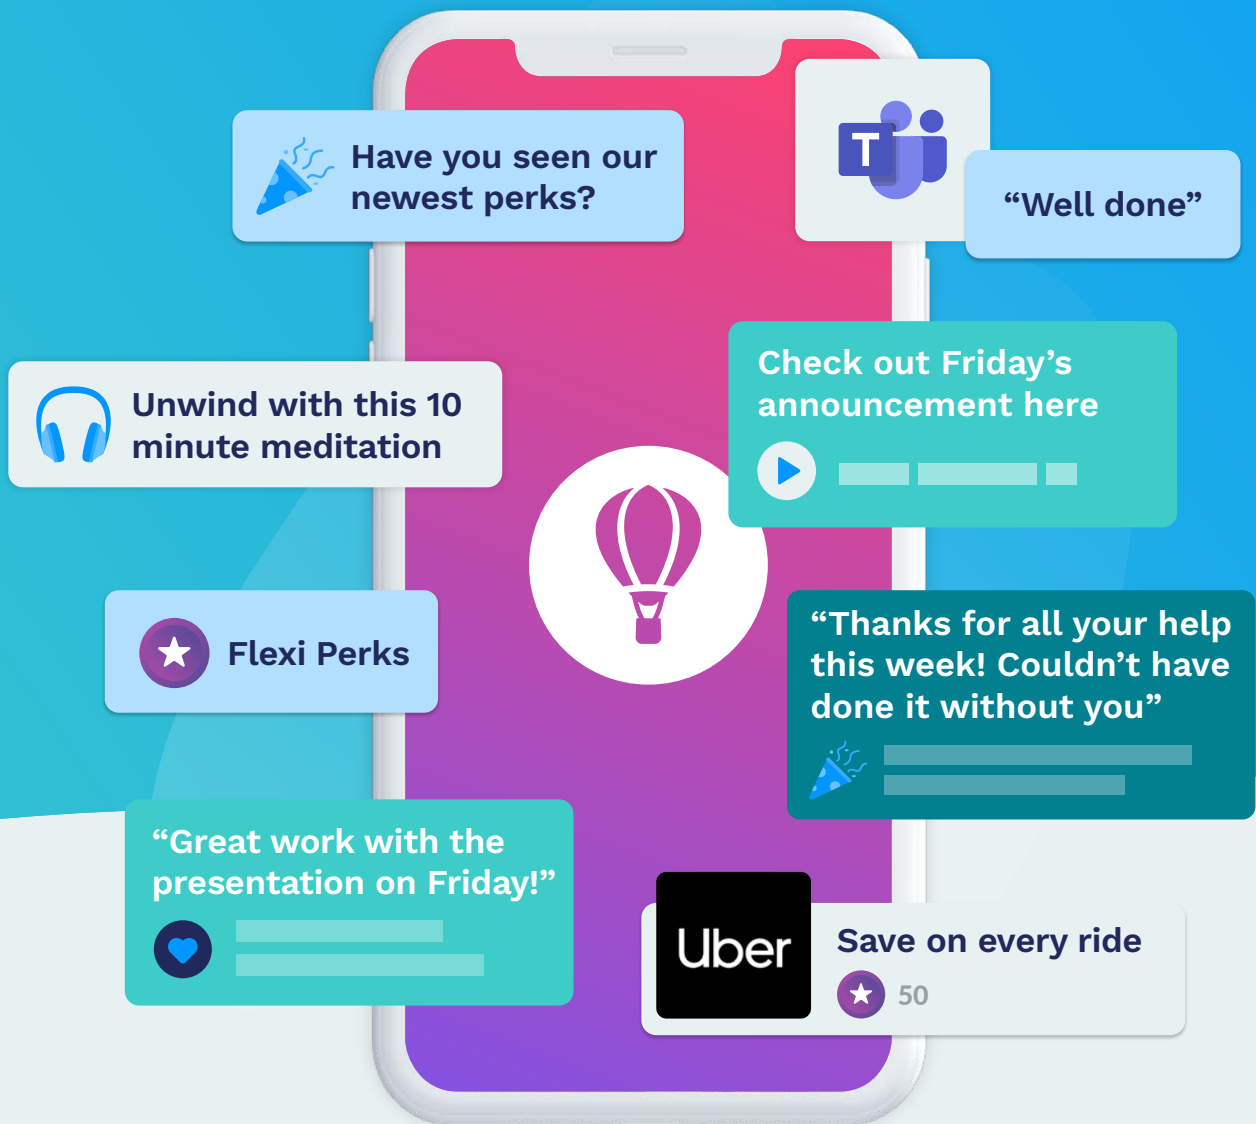 Have you seen our
newest perks?
T
“Well done”
Check out Friday’s
announcement here
Unwind with this 10
minute meditation
Flexi Perks
“Thanks for all your help
this week! Couldn’t have
done it without you”
“Great work with the
presentation on Friday!”
Uber
Save on every ride
50